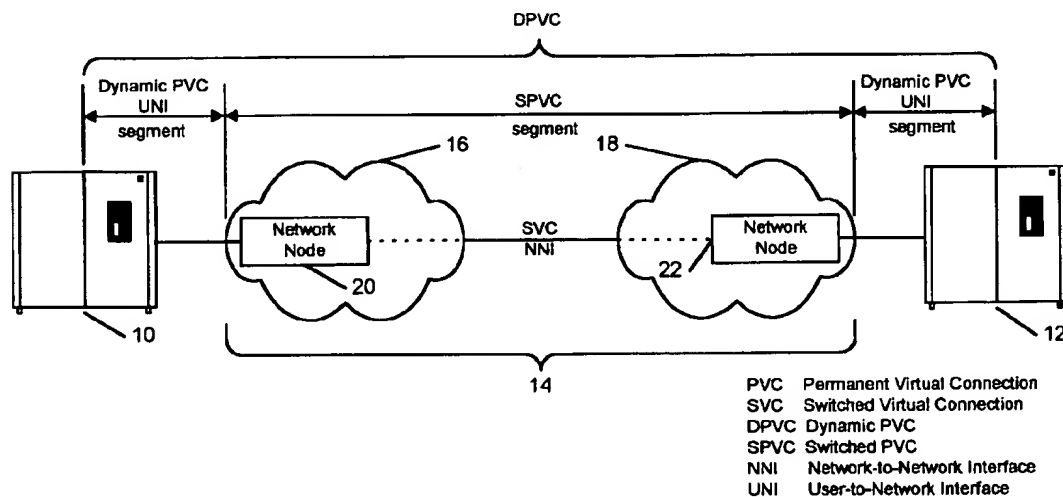 DPVC
Dynamic PVC
UNI
segment
SPVC
segment
Dynamic PVC
UNI
segment
16
18
Network
Node
SVC
NNI
Network
Node
20
22
10
12
14
PVC Permanent Virtual Connection
SVC Switched Virtual Connection
DPVC Dynamic PVC
SPVC Switched PVC
NNI Network-to-Network Interface
UNI User-to-Network Interface